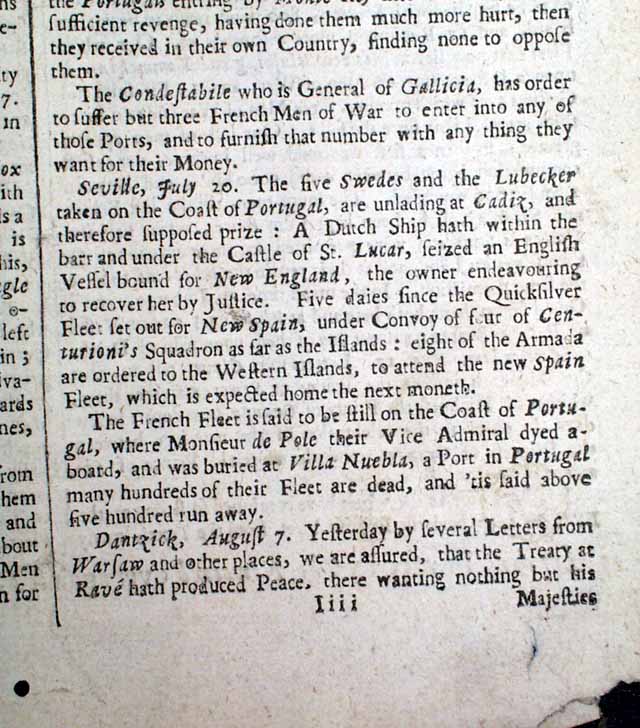 the Portugals entring by
sufficient revenge, having done them much more hurt, then
they received in their own Country, finding none to oppose
them.
The Condestabile who is General of Gallicia, has order
to suffer but three French Men of War to enter into any of
those Ports, and to furnish that number with any thing they
want for their Money.
Seville, July 20. The five Swedes and the Lubecker
taken on the Coast of Portugal, are unlading at Cadiz, and
therefore supposed prize : A Dutch Ship hath within the
barr and under the Castle of St. Lucar, seized an English
Vessel bound for New England, the owner endeavouring
to recover her by Justice. Five daies since the Quicksilver
Fleet set out for New Spain, under Convoy of four of Cen-
turioni's Squadron as far as the Islands : eight of the Armada
are ordered to the Western Islands, to attend the new Spain
Fleet, which is expected home the next moneth.
The French Fleet is said to be still on the Coast of Portu-
gal, where Monsieur de Pole their Vice Admiral dyed a-
board, and was buried at Villa Nuebla, a Port in Portugal
many hundreds of their Fleet are dead, and 'tis said above
five hundred run away.
Dantzick, August 7. Yesterday by several Letters from
Warsaw and other places, we are assured, that the Treaty at
Ravé hath produced Peace, there wanting nothing but his
Iiii Majesties